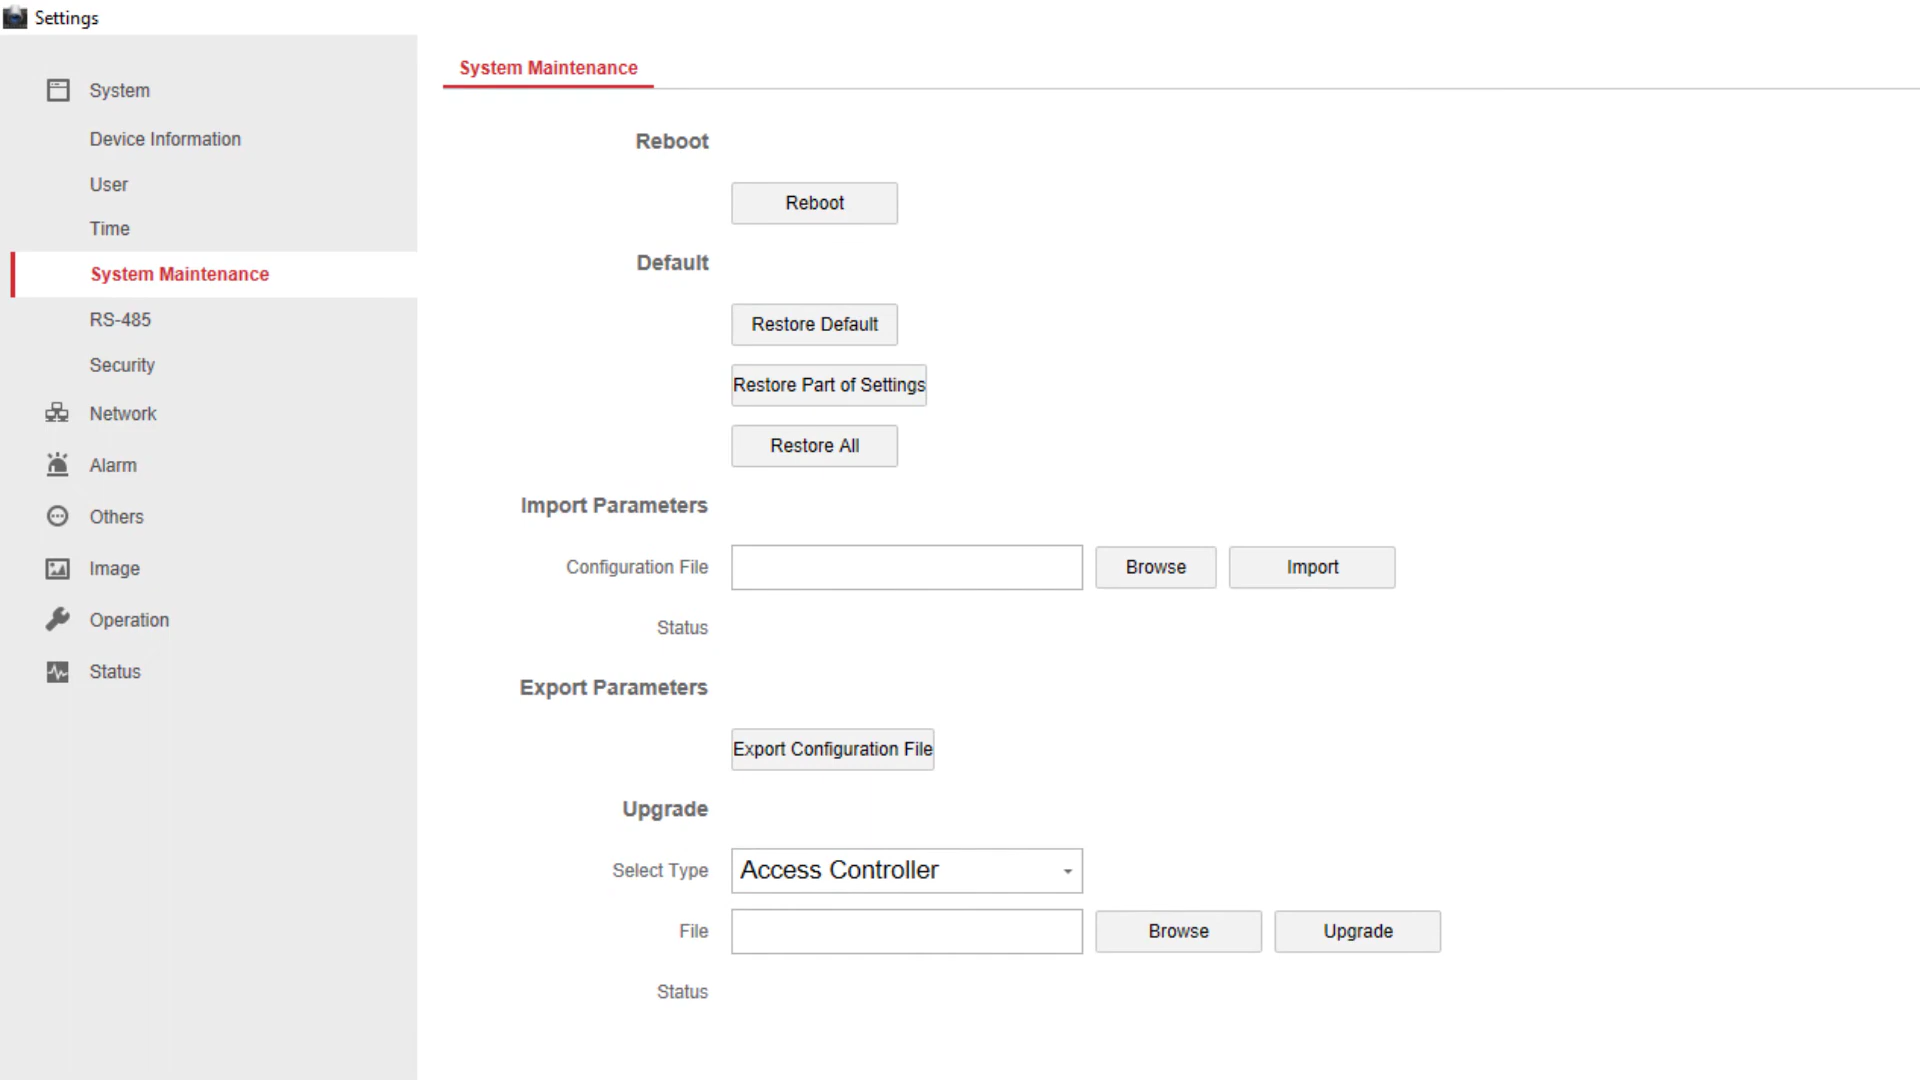 Settings
System
Device Information
User
Time
System Maintenance
RS-485
Security
Network
Alarm
Others
Image
Operation
Status
System Maintenance
Reboot
Reboot
Default
Restore Default
Restore Part of Settings
Restore All
Import Parameters
Configuration File Browse Import
Status
Export Parameters
Export Configuration File
Upgrade
Select Type Access Controller
File Browse Upgrade
Status